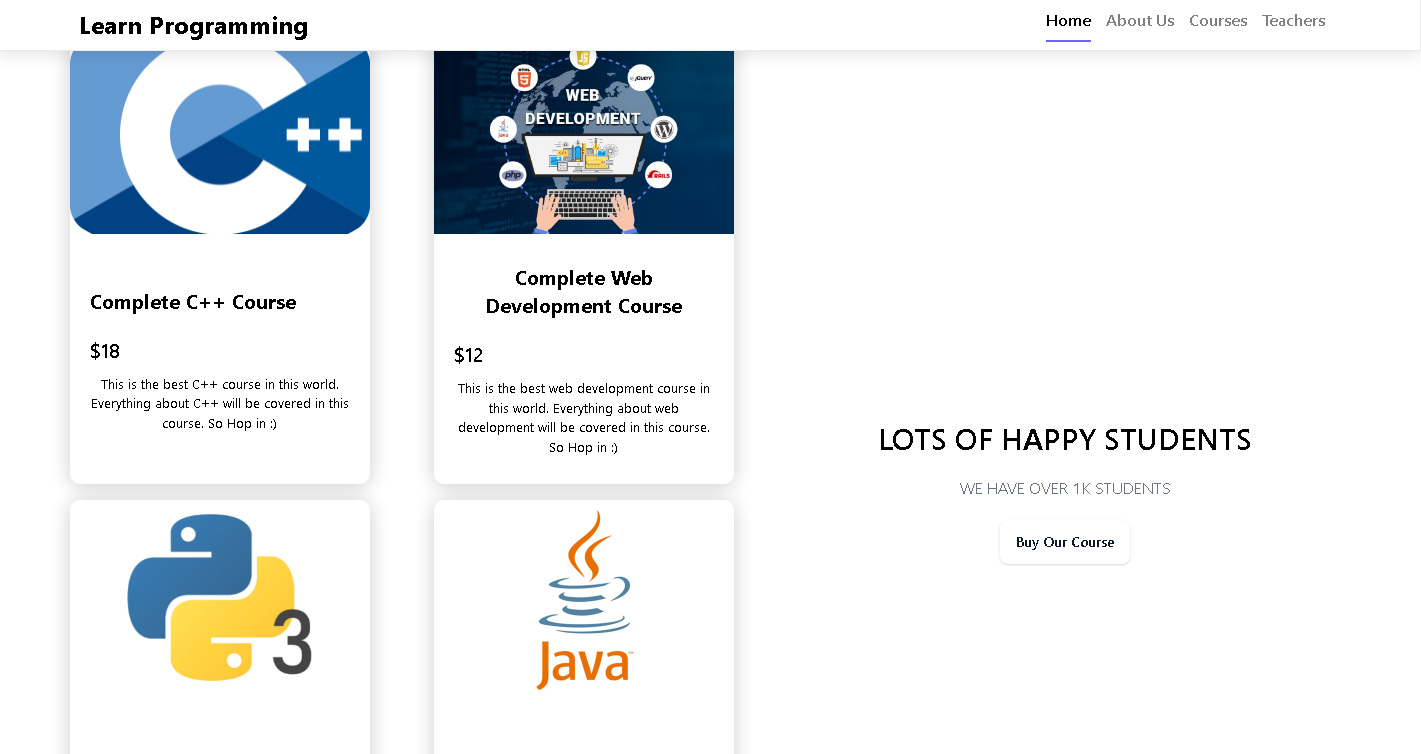 Learn Programming
Home About Us Courses Teachers
++
HTML
JS
jQuery
WEB
DEVELOPMENT
Java
W
php
RAILS
Complete C++ Course
$18
This is the best C++ course in this world.
Everything about C++ will be covered in this
course. So Hop in :)
Complete Web
Development Course
$12
This is the best web development course in
this world. Everything about web
development will be covered in this course.
So Hop in :)
LOTS OF HAPPY STUDENTS
WE HAVE OVER 1K STUDENTS
Buy Our Course
3
Java™